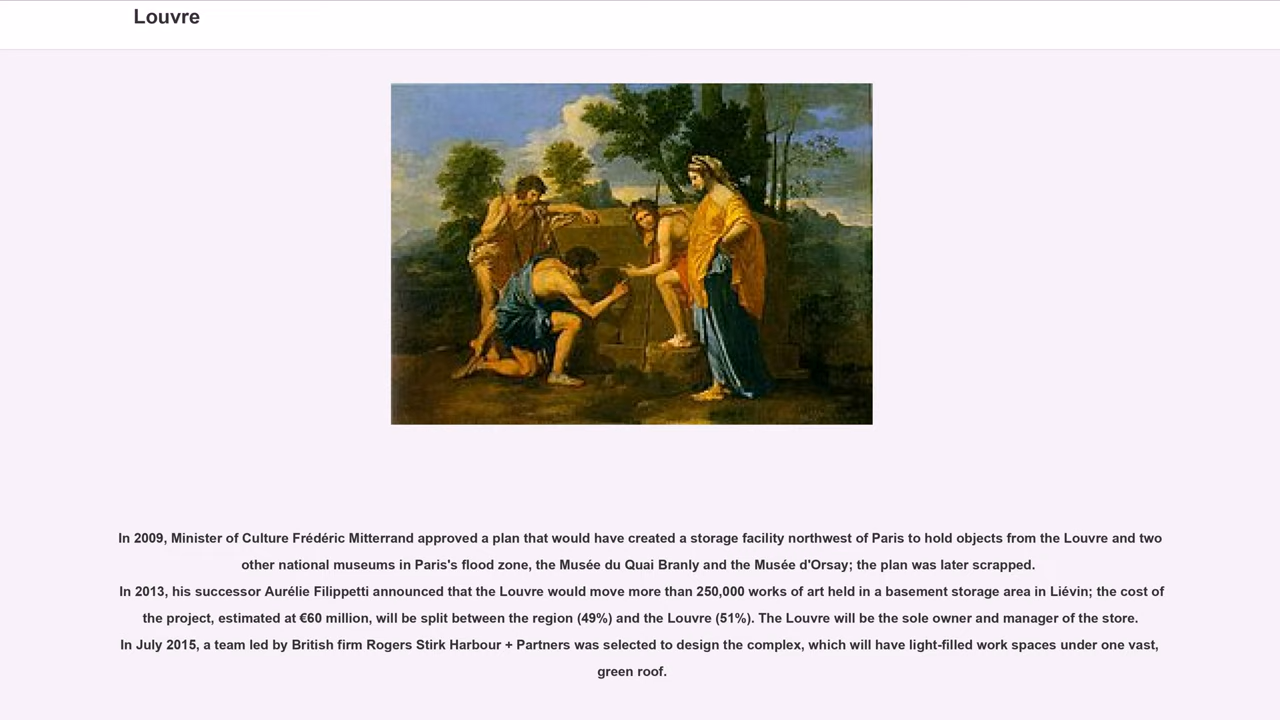 Louvre
In 2009, Minister of Culture Frédéric Mitterrand approved a plan that would have created a storage facility northwest of Paris to hold objects from the Louvre and two
other national museums in Paris's flood zone, the Musée du Quai Branly and the Musée d'Orsay; the plan was later scrapped.
In 2013, his successor Aurélie Filippetti announced that the Louvre would move more than 250,000 works of art held in a basement storage area in Liévin; the cost of
the project, estimated at €60 million, will be split between the region (49%) and the Louvre (51%). The Louvre will be the sole owner and manager of the store.
In July 2015, a team led by British firm Rogers Stirk Harbour + Partners was selected to design the complex, which will have light-filled work spaces under one vast,
green roof.